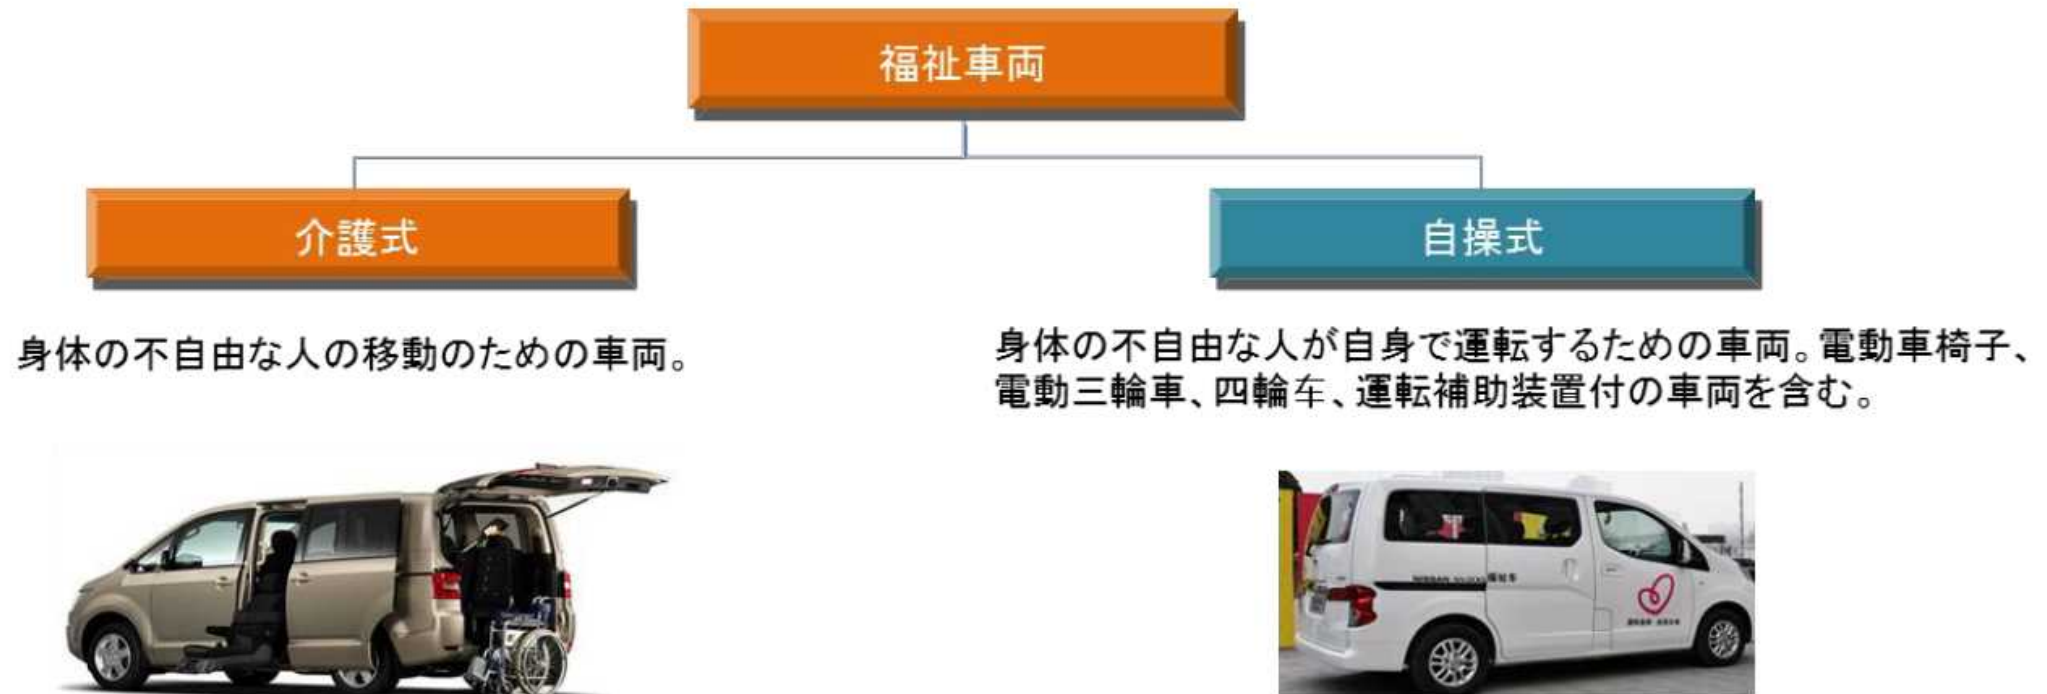 福祉車両
介護式
自操式
身体の不自由な人の移動のための車両。
身体の不自由な人が自身で運転するための車両。電動車椅子、
電動三輪車、四輪车、運転補助装置付の車両を含む。
NISSAN
福祉车